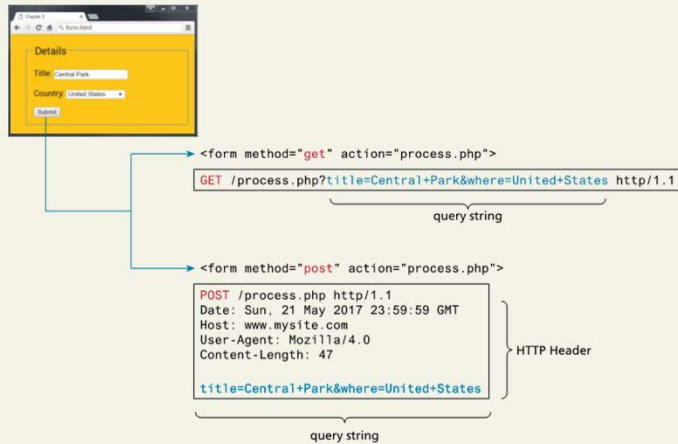 Chapter 5
form.html
Details
Title: Central Park
Country: United States
Submit
<form method="get" action="process.php">
GET /process.php?title=Central+Park&where=United+States http/1.1
query string
<form method="post" action="process.php">
POST /process.php http/1.1
Date: Sun, 21 May 2017 23:59:59 GMT
Host: www.mysite.com
User-Agent: Mozilla/4.0
Content-Length: 47
HTTP Header
title=Central+Park&where=United+States
query string